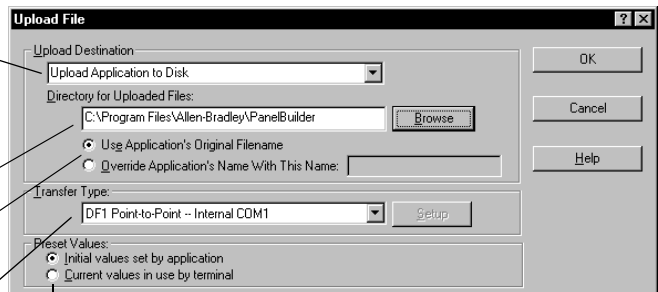 Upload File
Upload Destination
Upload Application to Disk
OK
Directory for Uploaded Files:
C:\Program Files\Allen-Bradley\PanelBuilder
Browse
Cancel
Use Application's Original Filename
Override Application's Name With This Name:
Help
Transfer Type:
DF1 Point-to-Point -- Internal COM1
Setup
Preset Values:
Initial values set by application
Current values in use by terminal